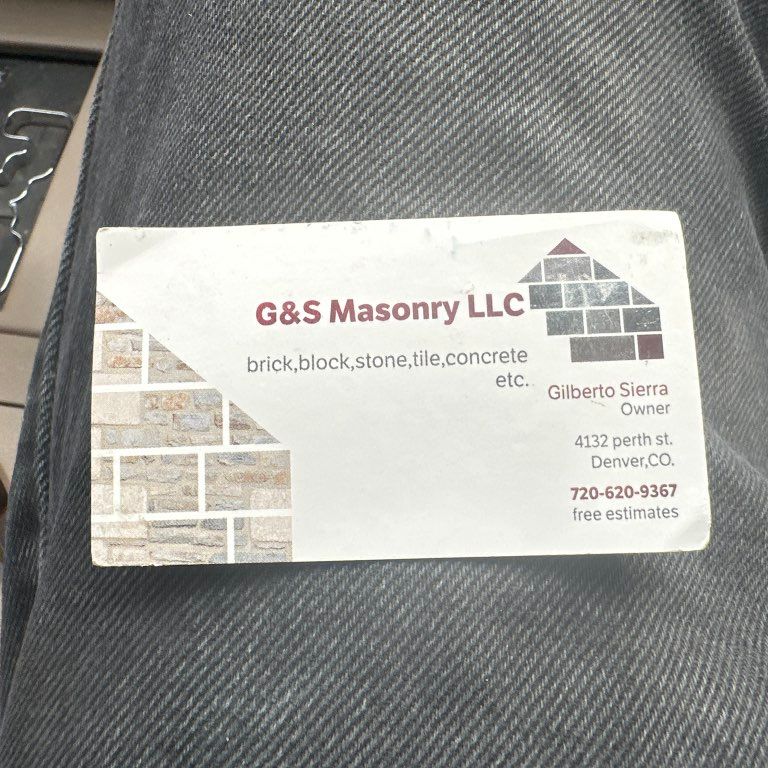 G&S Masonry LLC
brick,block,stone,tile,concrete
etc.
Gilberto Sierra
Owner
4132 perth st.
Denver,CO.
720-620-9367
free estimates